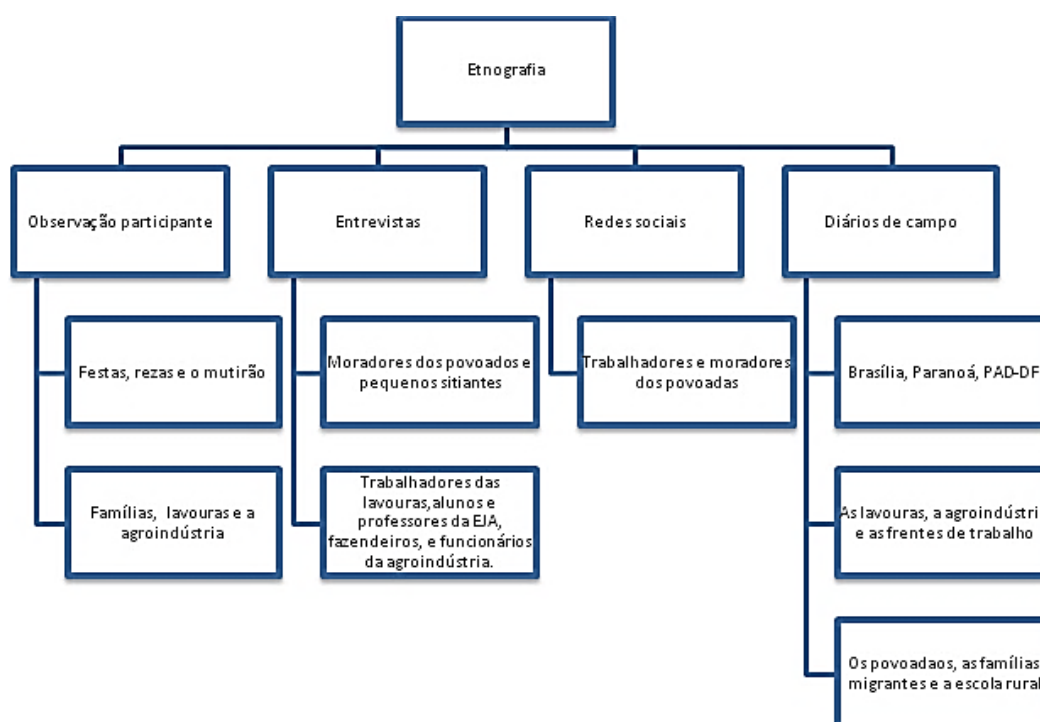 Etnografia
Observação participante
Entrevistas
Redes sociais
Diários de campo
Festas, rezas e o mutirão
Famílias, lavouras e a
agroindústria
Moradores dos povoados e
pequenos sitiantes
Trabalhadores das
lavouras,alunos e
professores da EJA,
fazendeiros, e funcionários
da agroindústria.
Trabalhadores e moradores
dos povoadas
Brasília, Paranoá, PAD-DF
As lavouras, a agroindústri
e as frentes de trabalho
Os povoadaos, as famílias
migrantes e a escola rural